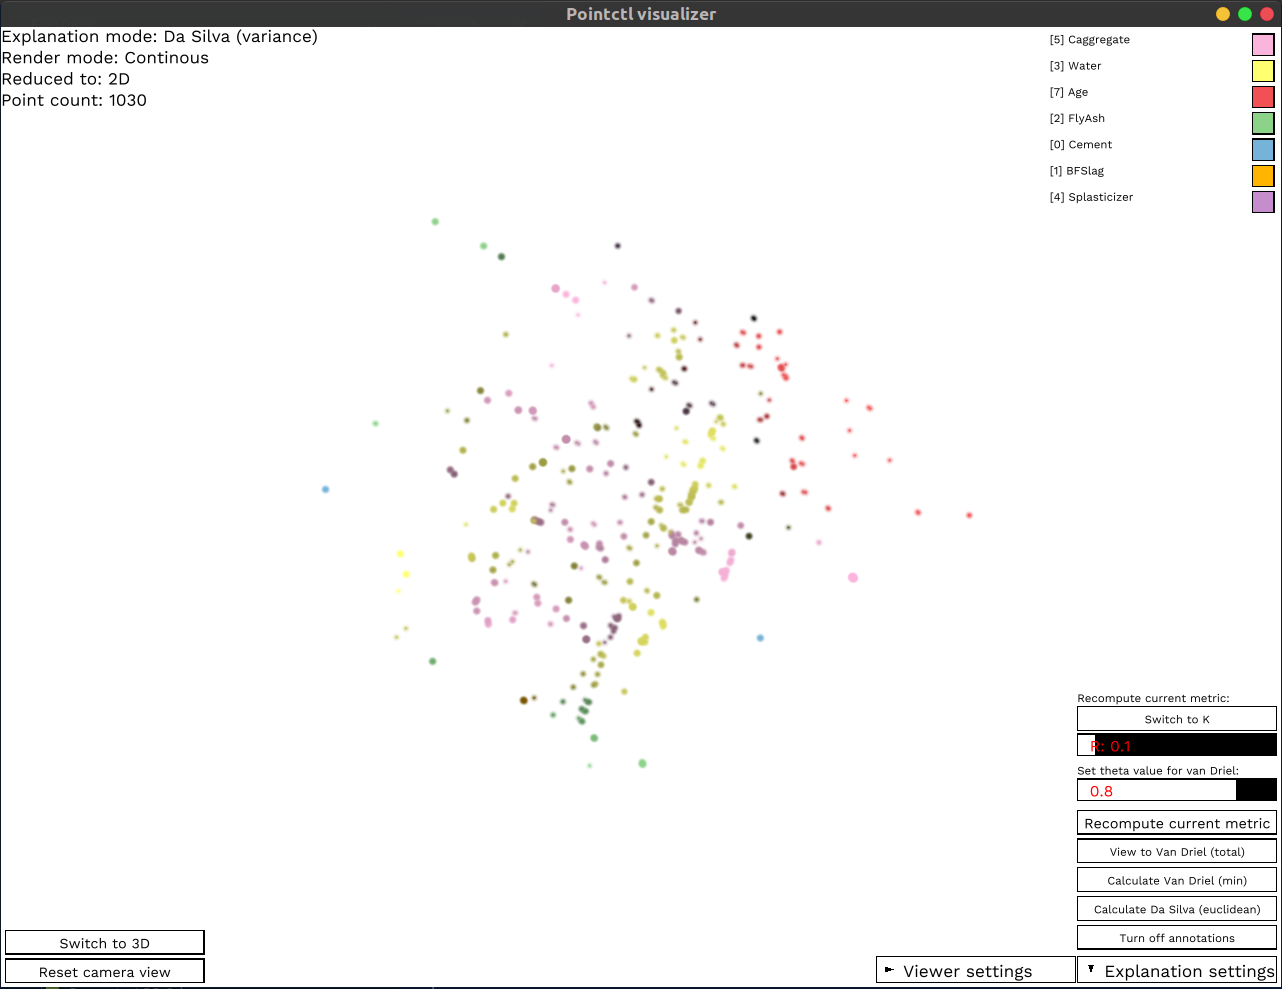 Pointctl visualizer
Explanation mode: Da Silva (variance)
Render mode: Continous
Reduced to: 2D
Point count: 1030
[5] Caggregate
[3] Water
[7] Age
[2] FlyAsh
[0] Cement
[1] BFSlag
[4] Splasticizer
Recompute current metric:
Switch to K
R: 0.1
Set theta value for van Driel:
0.8
Recompute current metric
View to Van Driel (total)
Calculate Van Driel (min)
Calculate Da Silva (euclidean)
Turn off annotations
Switch to 3D
Reset camera view
Viewer settings
Explanation settings